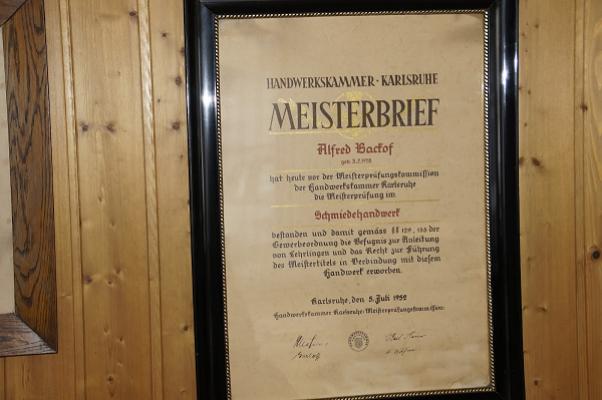 HANDWERKSKAMMER · KARLSRUHE
MEISTERBRIEF
Alfred Backof
hat heute vor der Meisterprüfungskommission
der Handwerkskammer Karlsruhe
die Meisterprüfung im
Schmiedehandwerk
bestanden und damit gemäss §§ 129, 133 der
Gewerbeordnung die Befugnis zur Anleitung
von Lehrlingen und das Recht zur Führung
des Meistertitels in Verbindung mit diesem
Handwerk erworben.
Karlsruhe, den 5. Juli 1952
Handwerkskammer Karlsruhe: Meisterprüfungskommission: